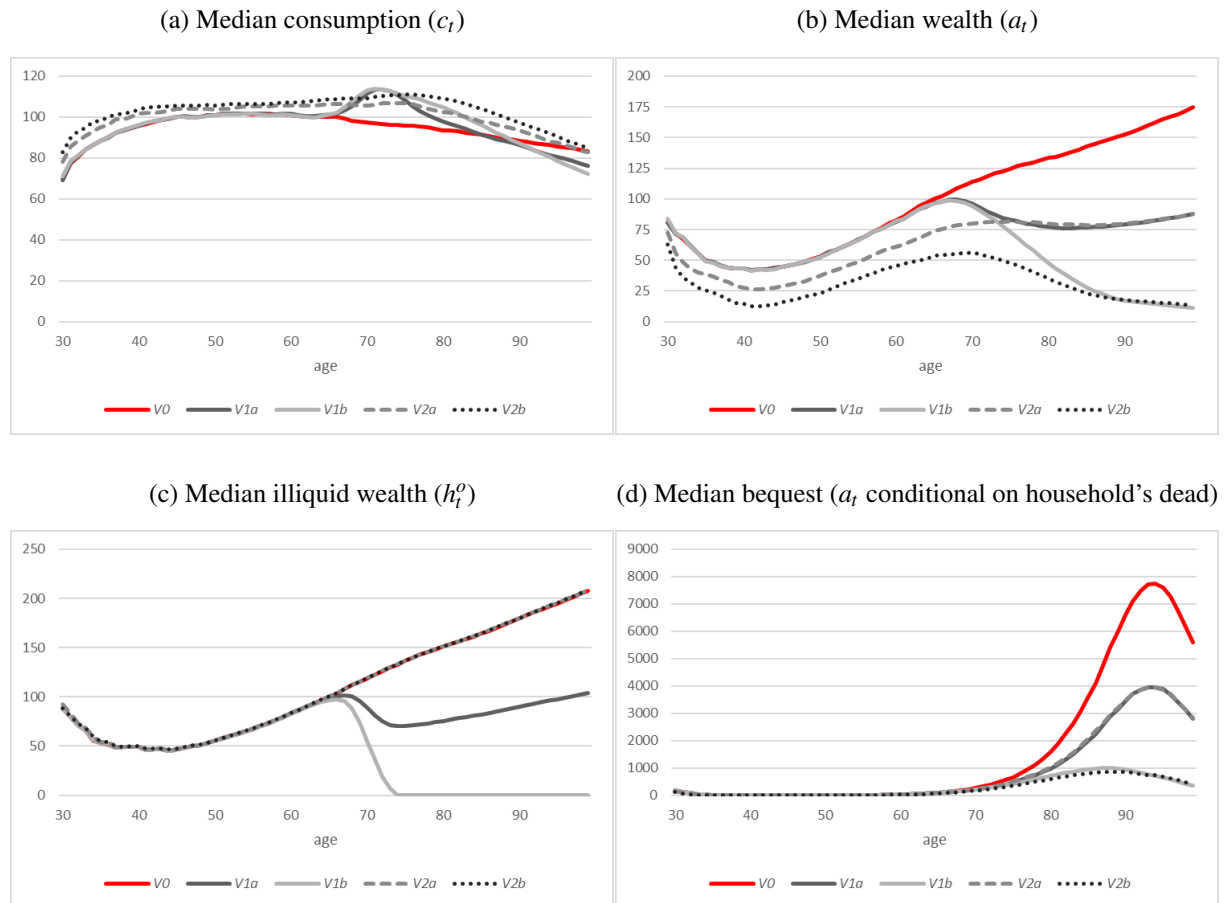 (a) Median consumption (cₜ)
120
100
80
60
40
20
0
30 40 50 60 70 80 90
age
V0 V1a V1b V2a V2b
(b) Median wealth (aₜ)
200
175
150
125
100
75
50
25
0
30 40 50 60 70 80 90
age
V0 V1a V1b V2a V2b
(c) Median illiquid wealth (hₜᵒ)
250
200
150
100
50
0
30 40 50 60 70 80 90
age
V0 V1a V1b V2a V2b
(d) Median bequest (aₜ conditional on household’s dead)
9000
8000
7000
6000
5000
4000
3000
2000
1000
0
30 40 50 60 70 80 90
age
V0 V1a V1b V2a V2b